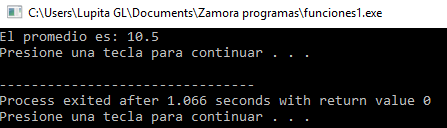 C:\Users\Lupita GL\Documents\Zamora programas\funciones1.exe
El promedio es: 10.5
Presione una tecla para continuar . . .
--------------------------------
Process exited after 1.066 seconds with return value 0
Presione una tecla para continuar . . .